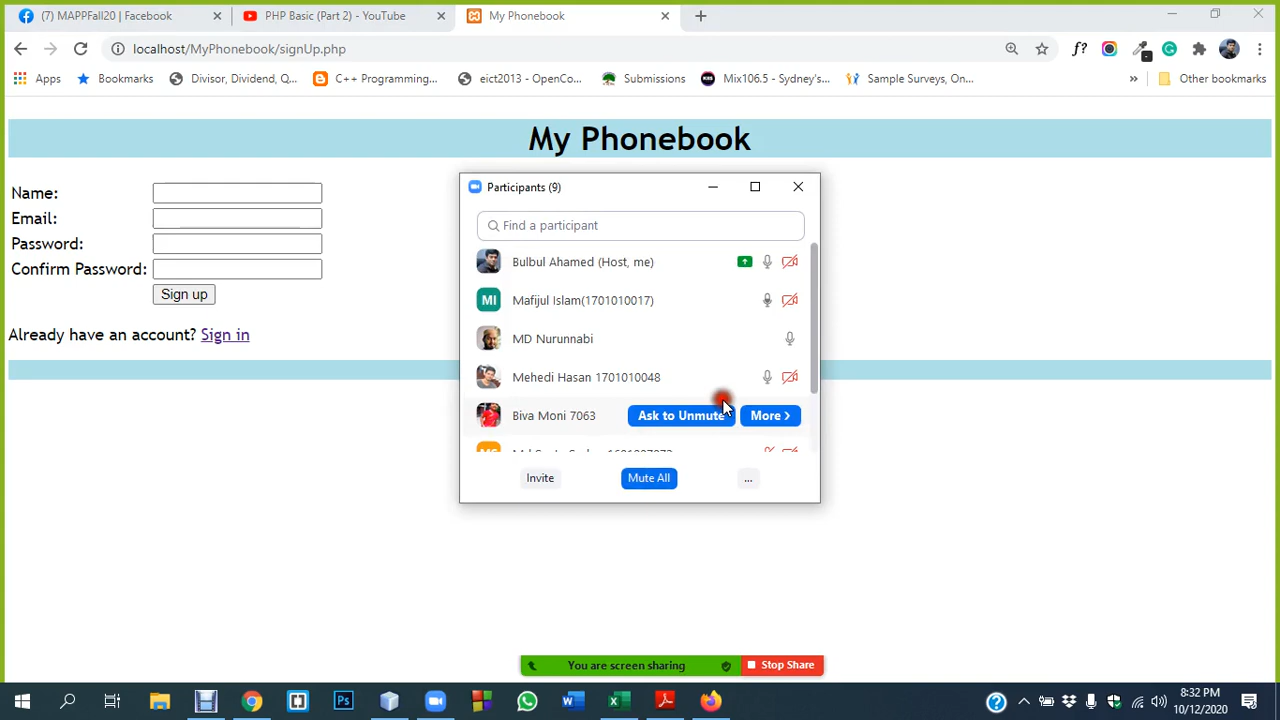 (7) MAPPFall20 | Facebook
PHP Basic (Part 2) - YouTube
My Phonebook
localhost/MyPhonebook/signUp.php
f?
Apps
Bookmarks
Divisor, Dividend, Q...
C++ Programming...
eict2013 - OpenCo...
Submissions
Mix106.5 - Sydney's...
Sample Surveys, On...
»
Other bookmarks
My Phonebook
Name:
Email:
Password:
Confirm Password:
Sign up
Already have an account? Sign in
Participants (9)
Find a participant
Bulbul Ahamed (Host, me)
MI Mafijul Islam(1701010017)
MD Nurunnabi
Mehedi Hasan 1701010048
Biva Moni 7063
Ask to Unmute
More >
Invite
Mute All
...
You are screen sharing
Stop Share
8:32 PM
10/12/2020